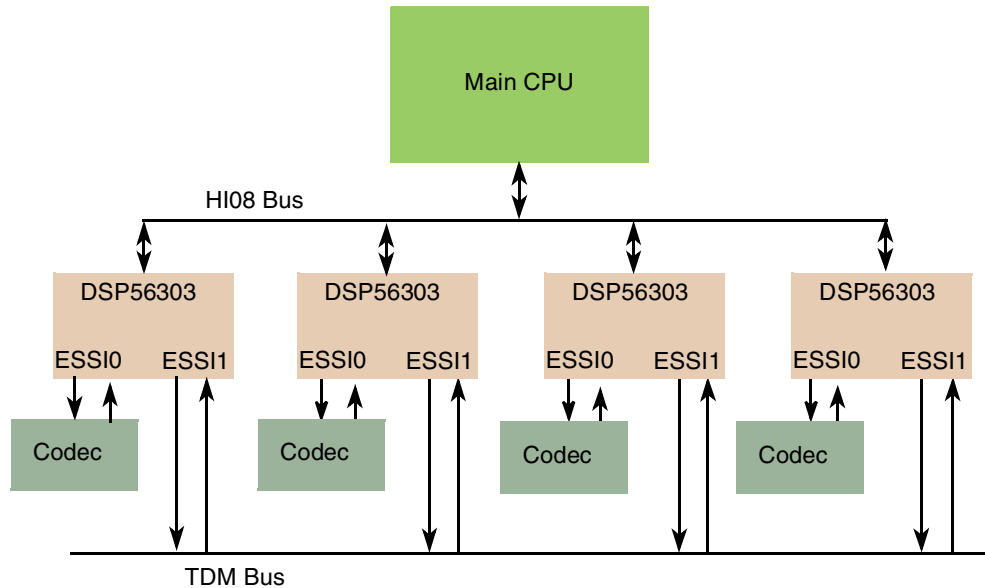 Main CPU
HI08 Bus
DSP56303 DSP56303 DSP56303 DSP56303
ESSI0 ESSI1 ESSI0 ESSI1 ESSI0 ESSI1 ESSI0 ESSI1
Codec Codec Codec Codec
TDM Bus